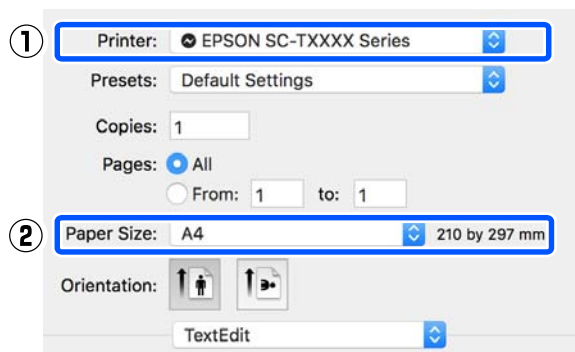 ① Printer: EPSON SC-TXXXX Series
Presets: Default Settings
Copies: 1
Pages: All
From: 1 to: 1
② Paper Size: A4 210 by 297 mm
Orientation:
TextEdit